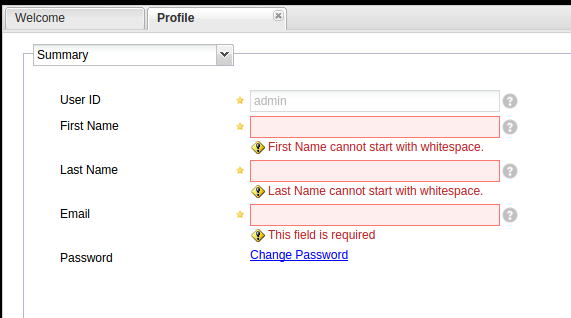 Welcome
Profile
Summary
User ID
admin
First Name
First Name cannot start with whitespace.
Last Name
Last Name cannot start with whitespace.
Email
This field is required
Password
Change Password